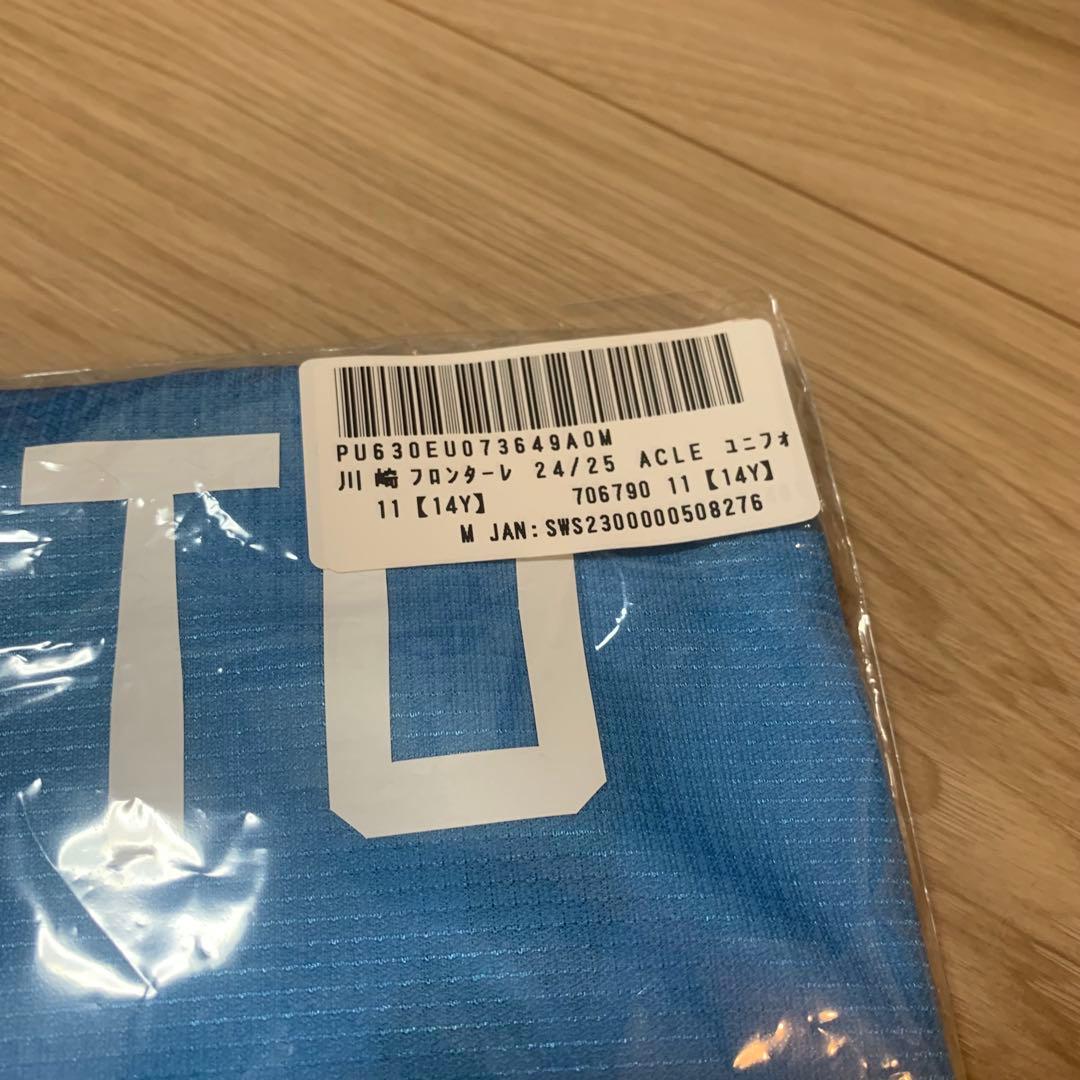 PU630EU073649A0M
川崎フロンターレ 24/25 ACLE ユニフォ
11【14Y】 706790 11【14Y】
M JAN:SWS2300000508276
TO